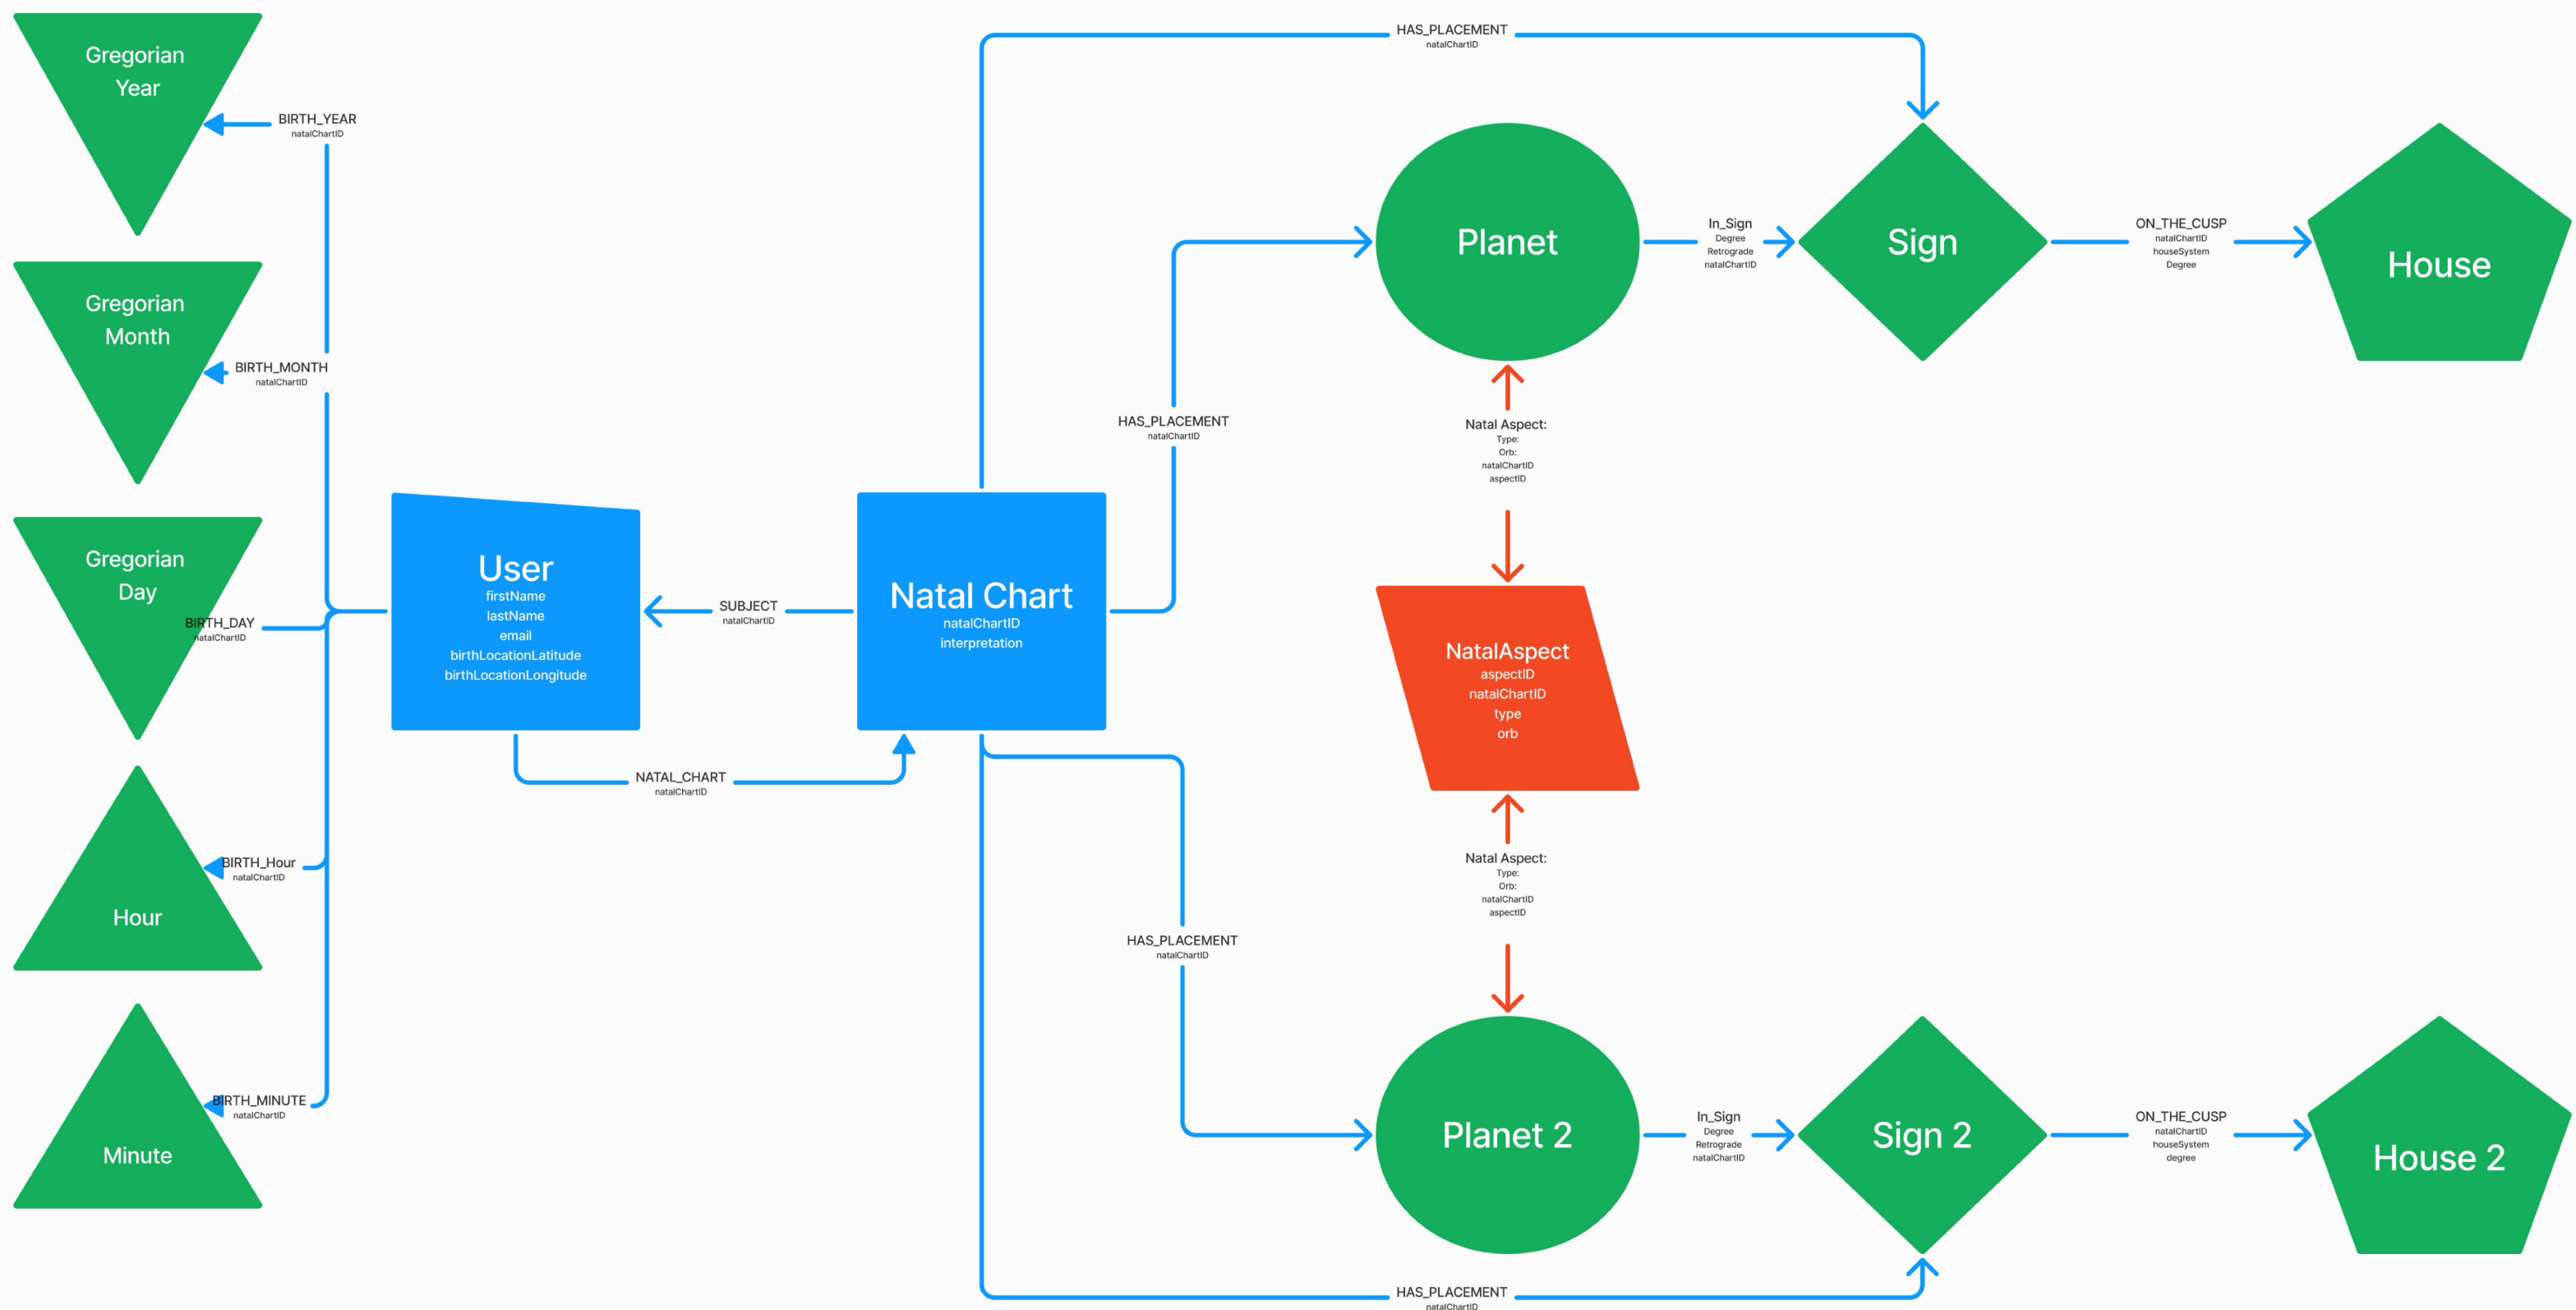 Gregorian
Year
BIRTH_YEAR
natalChartID
Gregorian
Month
BIRTH_MONTH
natalChartID
Gregorian
Day
BIRTH_DAY
natalChartID
Hour
BIRTH_Hour
natalChartID
Minute
BIRTH_MINUTE
natalChartID
User
firstName
lastName
email
birthLocationLatitude
birthLocationLongitude
SUBJECT
natalChartID
NATAL_CHART
natalChartID
Natal Chart
natalChartID
interpretation
HAS_PLACEMENT
natalChartID
HAS_PLACEMENT
natalChartID
Planet
In_Sign
Degree
Retrograde
natalChartID
Sign
ON_THE_CUSP
natalChartID
houseSystem
Degree
House
Natal Aspect:
Type:
Orb:
natalChartID
aspectID
NatalAspect
aspectID
natalChartID
type
orb
Natal Aspect:
Type:
Orb:
natalChartID
aspectID
HAS_PLACEMENT
natalChartID
Planet 2
In_Sign
Degree
Retrograde
natalChartID
Sign 2
ON_THE_CUSP
natalChartID
houseSystem
degree
House 2
HAS_PLACEMENT
natalChartID